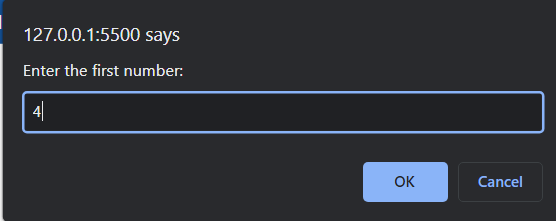 127.0.0.1:5500 says
Enter the first number:
4
OK
Cancel